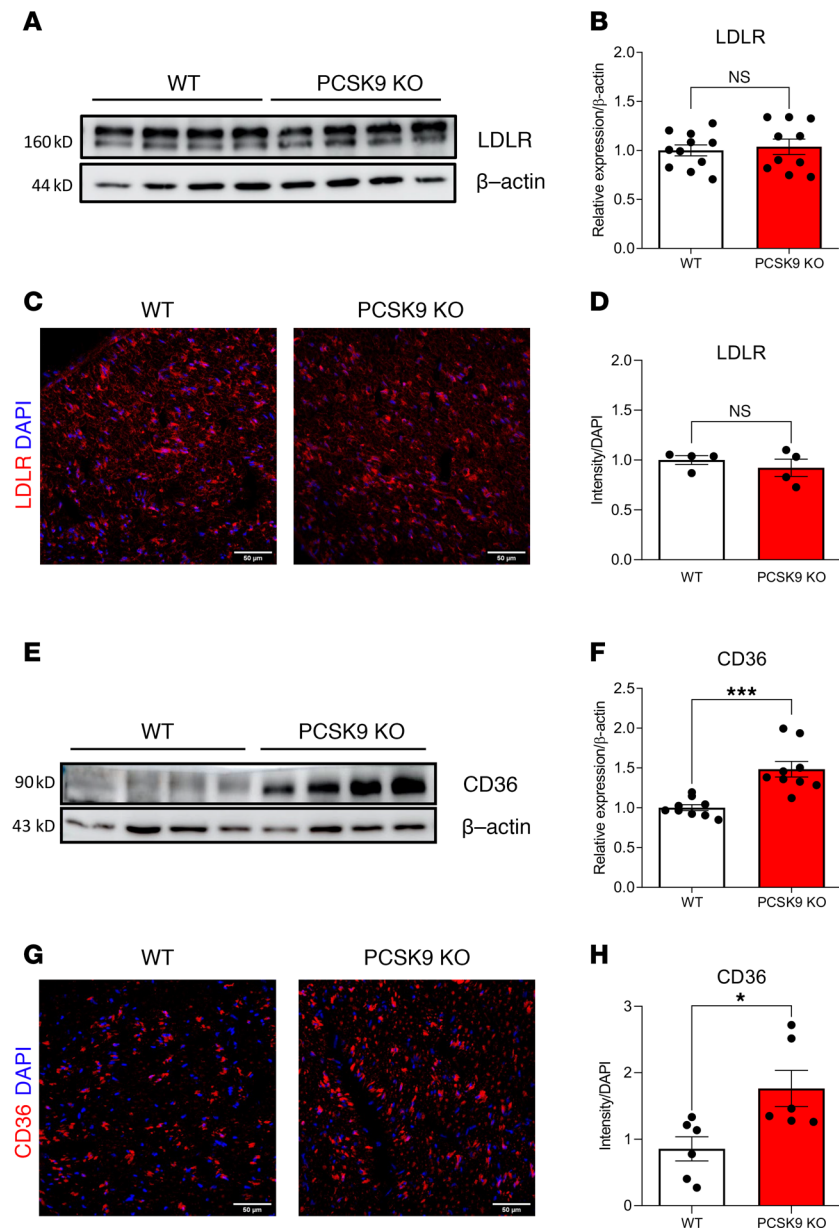 A
WT PCSK9 KO
160 kD LDLR
44 kD β–actin
B
LDLR
NS
Relative expression/β-actin
2.0
1.5
1.0
0.5
0.0
WT PCSK9 KO
C
WT PCSK9 KO
LDLR DAPI
50 µm 50 µm
D
LDLR
NS
Intensity/DAPI
2.0
1.5
1.0
0.5
0.0
WT PCSK9 KO
E
WT PCSK9 KO
90 kD CD36
43 kD β–actin
F
CD36
***
Relative expression/β-actin
2.5
2.0
1.5
1.0
0.5
0.0
WT PCSK9 KO
G
WT PCSK9 KO
CD36 DAPI
50 µm 50 µm
H
CD36
*
Intensity/DAPI
3
2
1
0
WT PCSK9 KO